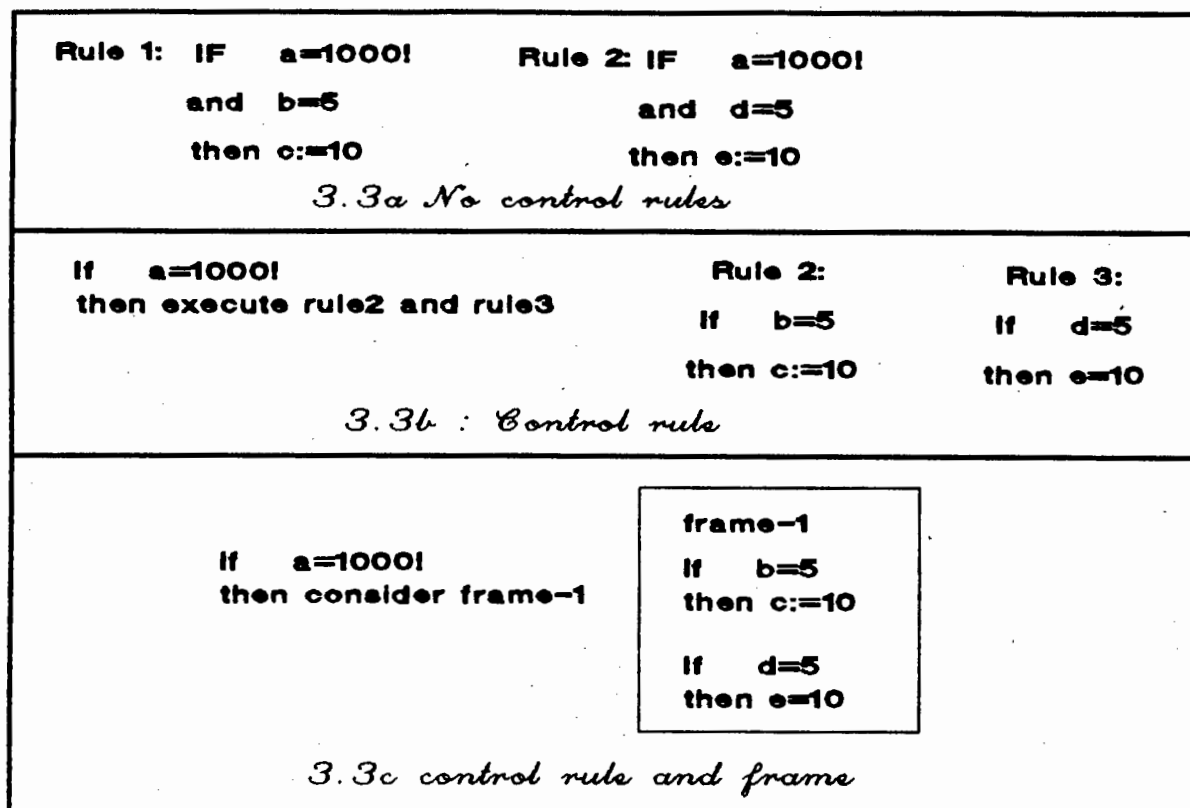 Rule 1: IF a=1000! Rule 2: IF a=1000!
and b=5 and d=5
then c:=10 then e:=10
3.3a No control rules
If a=1000!
then execute rule2 and rule3
Rule 2:
If b=5
then c:=10
Rule 3:
If d=5
then e=10
3.3b : Control rule
If a=1000!
then consider frame-1
frame-1
If b=5
then c:=10
If d=5
then e=10
3.3c control rule and frame